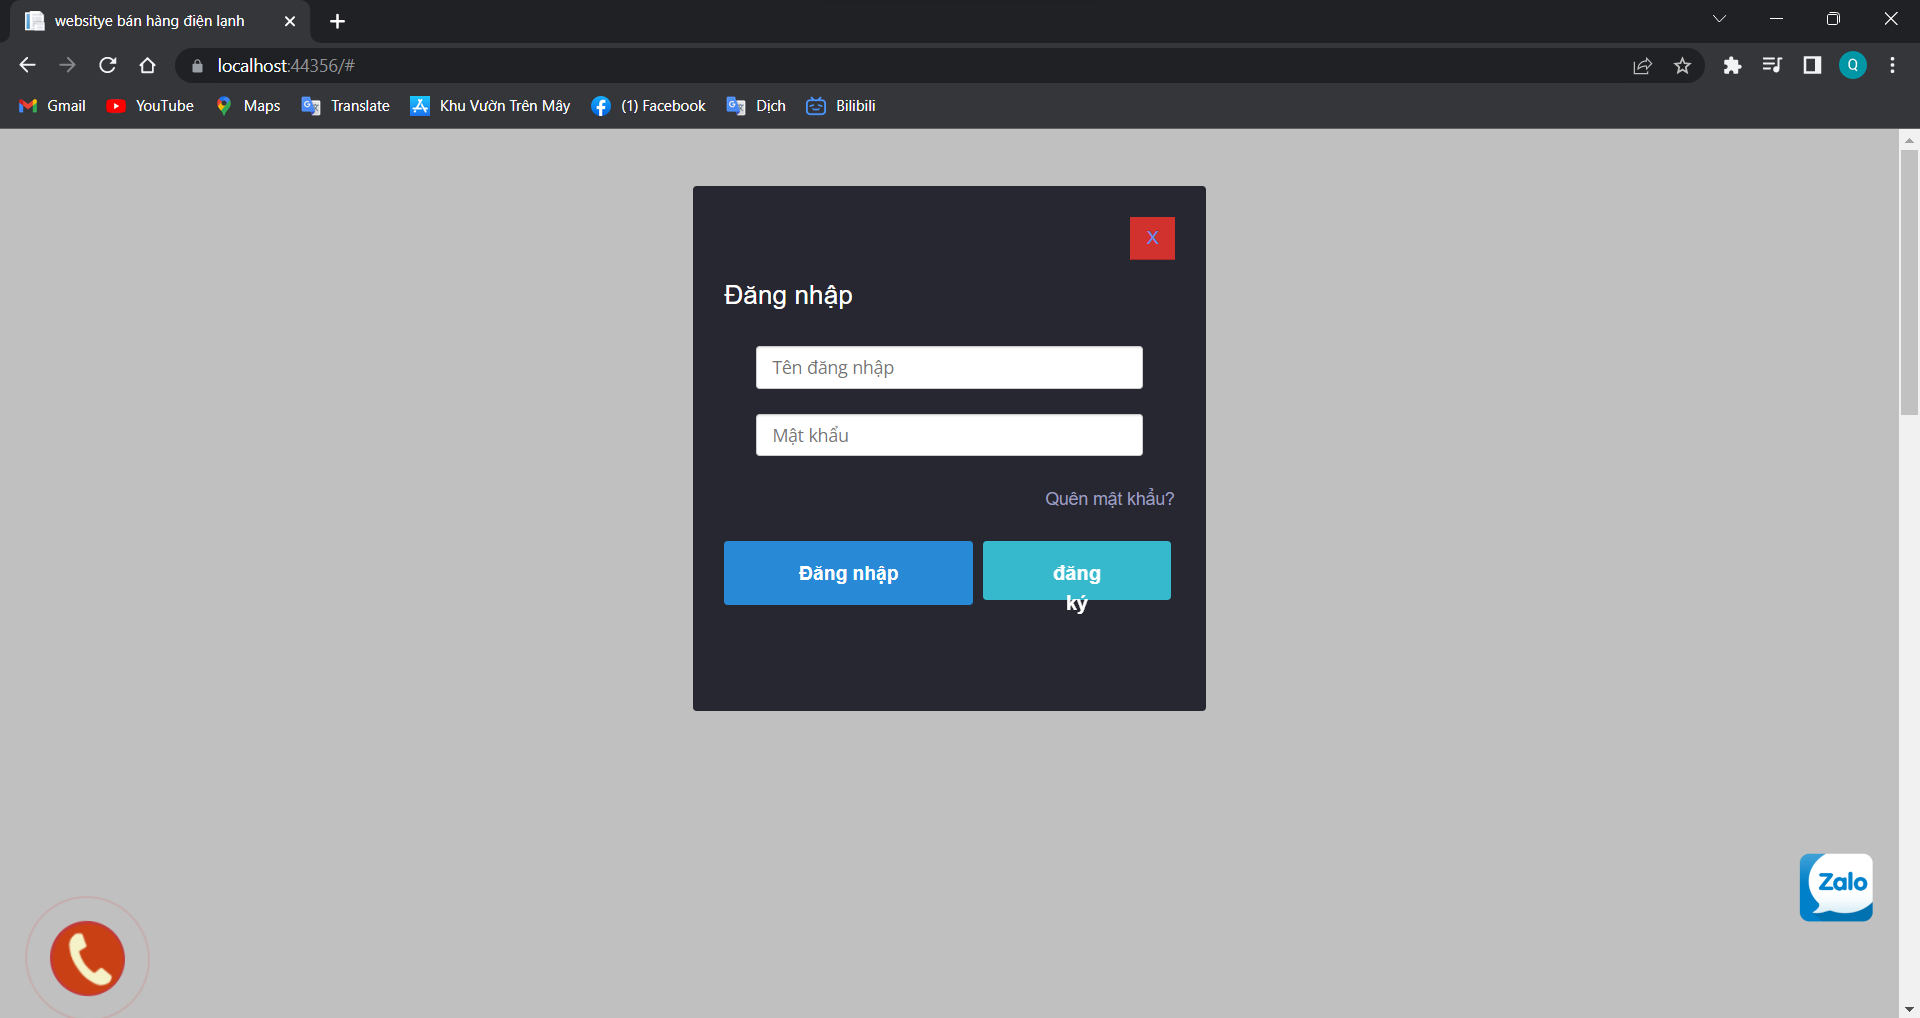 websitye bán hàng điện lạnh
localhost:44356/#
Q
Gmail YouTube Maps Translate Khu Vườn Trên Mây (1) Facebook Dịch Bilibili
X
Đăng nhập
Tên đăng nhập
Mật khẩu
Quên mật khẩu?
Đăng nhập
đăng
ký
Zalo